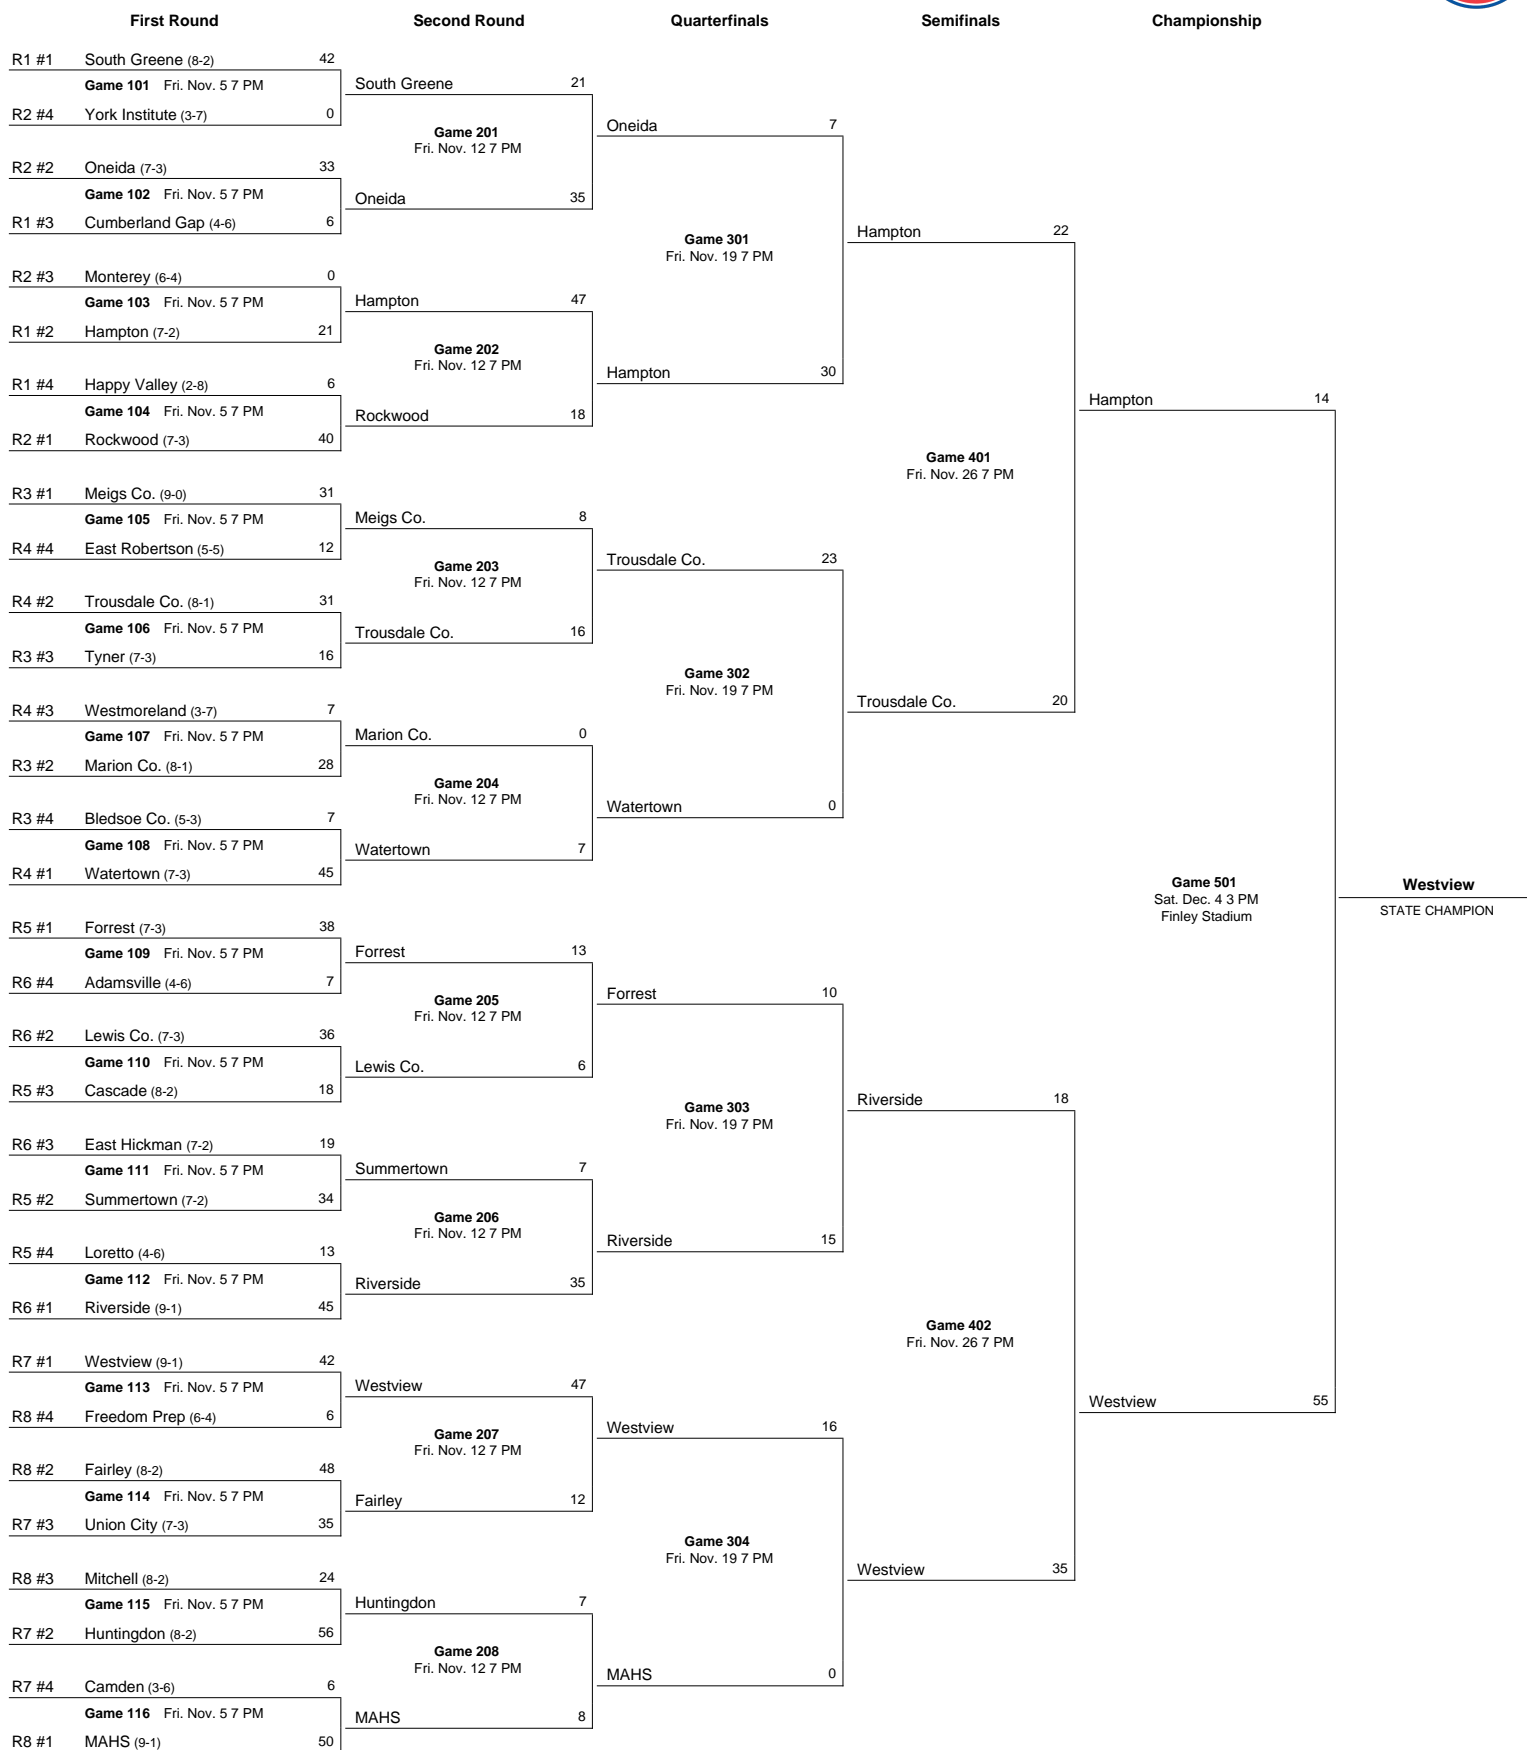 First Round
Second Round
Quarterfinals
Semifinals
Championship
R1 #1 South Greene (8-2) 42
Game 101 Fri. Nov. 5 7 PM
R2 #4 York Institute (3-7) 0
R2 #2 Oneida (7-3) 33
Game 102 Fri. Nov. 5 7 PM
R1 #3 Cumberland Gap (4-6) 6
R2 #3 Monterey (6-4) 0
Game 103 Fri. Nov. 5 7 PM
R1 #2 Hampton (7-2) 21
R1 #4 Happy Valley (2-8) 6
Game 104 Fri. Nov. 5 7 PM
R2 #1 Rockwood (7-3) 40
R3 #1 Meigs Co. (9-0) 31
Game 105 Fri. Nov. 5 7 PM
R4 #4 East Robertson (5-5) 12
R4 #2 Trousdale Co. (8-1) 31
Game 106 Fri. Nov. 5 7 PM
R3 #3 Tyner (7-3) 16
R4 #3 Westmoreland (3-7) 7
Game 107 Fri. Nov. 5 7 PM
R3 #2 Marion Co. (8-1) 28
R3 #4 Bledsoe Co. (5-3) 7
Game 108 Fri. Nov. 5 7 PM
R4 #1 Watertown (7-3) 45
R5 #1 Forrest (7-3) 38
Game 109 Fri. Nov. 5 7 PM
R6 #4 Adamsville (4-6) 7
R6 #2 Lewis Co. (7-3) 36
Game 110 Fri. Nov. 5 7 PM
R5 #3 Cascade (8-2) 18
R6 #3 East Hickman (7-2) 19
Game 111 Fri. Nov. 5 7 PM
R5 #2 Summertown (7-2) 34
R5 #4 Loretto (4-6) 13
Game 112 Fri. Nov. 5 7 PM
R6 #1 Riverside (9-1) 45
R7 #1 Westview (9-1) 42
Game 113 Fri. Nov. 5 7 PM
R8 #4 Freedom Prep (6-4) 6
R8 #2 Fairley (8-2) 48
Game 114 Fri. Nov. 5 7 PM
R7 #3 Union City (7-3) 35
R8 #3 Mitchell (8-2) 24
Game 115 Fri. Nov. 5 7 PM
R7 #2 Huntingdon (8-2) 56
R7 #4 Camden (3-6) 6
Game 116 Fri. Nov. 5 7 PM
R8 #1 MAHS (9-1) 50
South Greene 21
Game 201
Fri. Nov. 12 7 PM
Oneida 35
Hampton 47
Game 202
Fri. Nov. 12 7 PM
Rockwood 18
Meigs Co. 8
Game 203
Fri. Nov. 12 7 PM
Trousdale Co. 16
Marion Co. 0
Game 204
Fri. Nov. 12 7 PM
Watertown 7
Forrest 13
Game 205
Fri. Nov. 12 7 PM
Lewis Co. 6
Summertown 7
Game 206
Fri. Nov. 12 7 PM
Riverside 35
Westview 47
Game 207
Fri. Nov. 12 7 PM
Fairley 12
Huntingdon 7
Game 208
Fri. Nov. 12 7 PM
MAHS 8
Oneida 7
Game 301
Fri. Nov. 19 7 PM
Hampton 30
Trousdale Co. 23
Game 302
Fri. Nov. 19 7 PM
Watertown 0
Forrest 10
Game 303
Fri. Nov. 19 7 PM
Riverside 15
Westview 16
Game 304
Fri. Nov. 19 7 PM
MAHS 0
Hampton 22
Game 401
Fri. Nov. 26 7 PM
Trousdale Co. 20
Riverside 18
Game 402
Fri. Nov. 26 7 PM
Westview 35
Hampton 14
Game 501
Sat. Dec. 4 3 PM
Finley Stadium
Westview 55
Westview
STATE CHAMPION